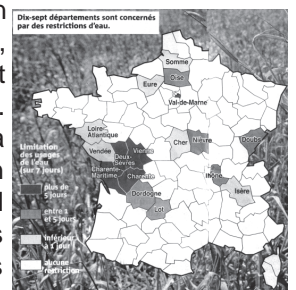 Dix-sept départements sont concernés
par des restrictions d'eau.
Somme
Oise
Eure
Val-de-Marne
Loire-
Atlantique
Vendée
Deux-
Sèvres
Vienne
Charente-
Maritime
Charente
Cher
Nièvre
Doubs
Rhône
Isère
Dordogne
Lot
Limitation
des usages
de l'eau
(sur 7 jours)
plus de
5 jours
entre 1
et 5 jours
inférieur
à 1 jour
aucune
restriction